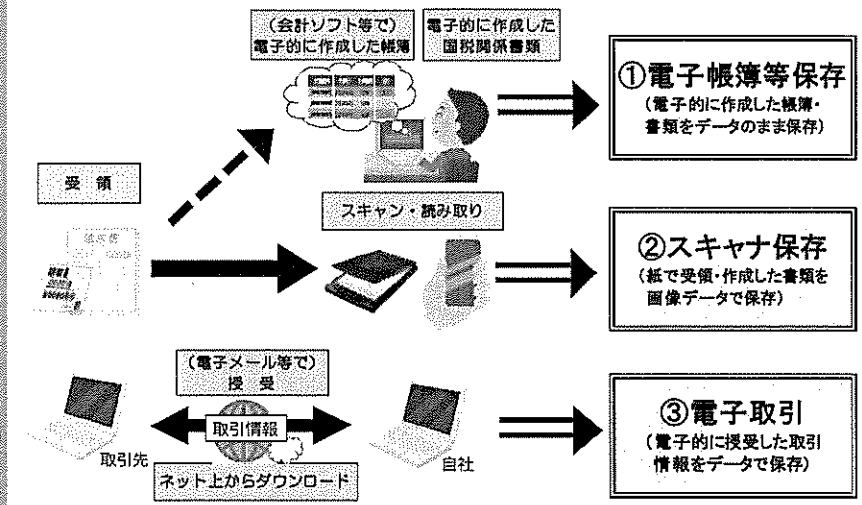 (会計ソフト等で)
電子的に作成した帳簿
電子的に作成した
国税関係書類
①電子帳簿等保存
(電子的に作成した帳簿・
書類をデータのまま保存)
受領
スキャン・読み取り
②スキャナ保存
(紙で受領・作成した書類を
画像データで保存)
(電子メール等で)
授受
取引情報
取引先
自社
ネット上からダウンロード
③電子取引
(電子的に授受した取引
情報をデータで保存)